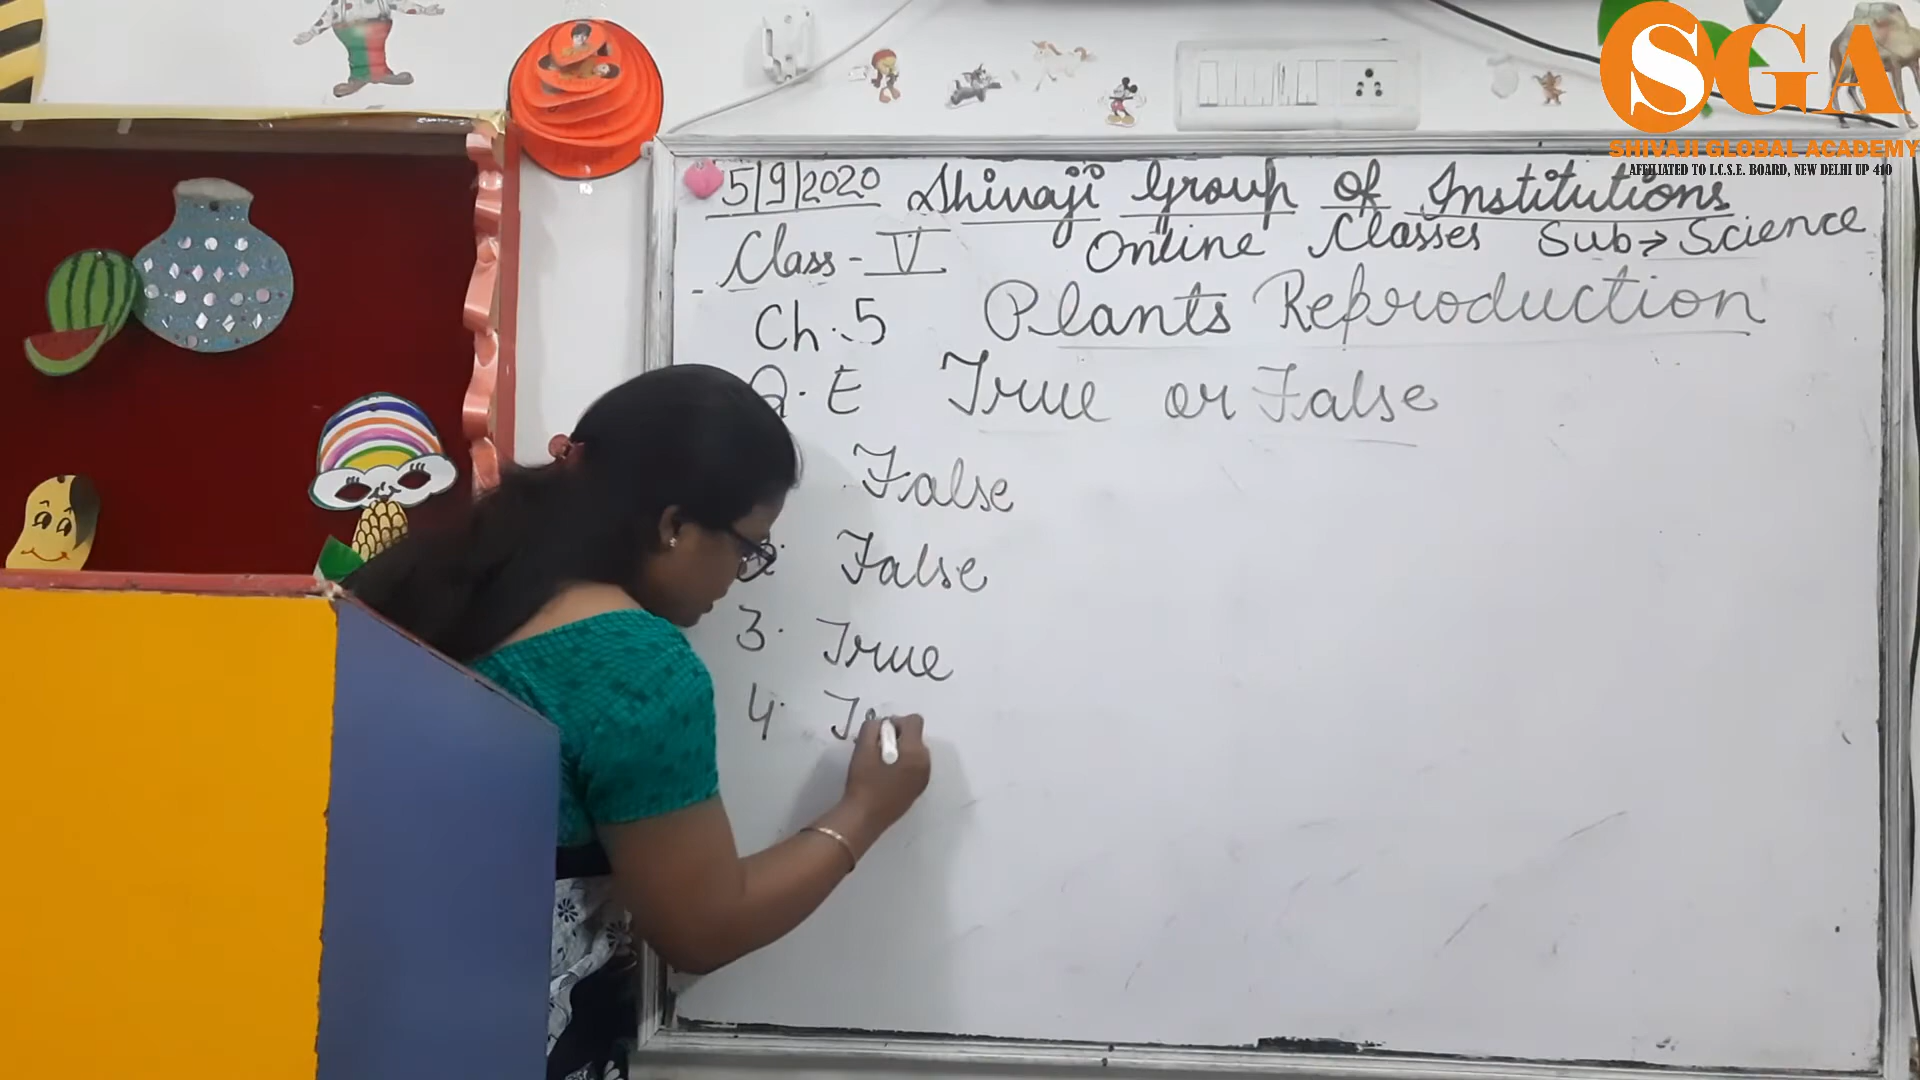 SGA
SHIVAJI GLOBAL ACADEMY
AFFILIATED TO I.C.S.E. BOARD, NEW DELHI UP 410
5/9/2020 Shivaji Group Of Institutions
Class - V Online Classes Sub → Science
Ch. 5 Plants Reproduction
Q. E True or False
False
False
3. True
4.